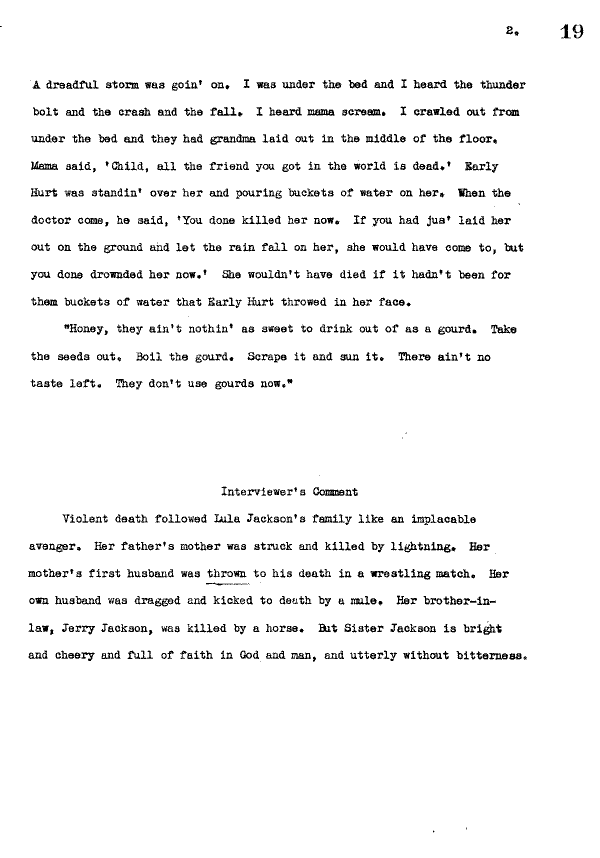 2. 19
A dreadful storm was goin' on. I was under the bed and I heard the thunder
bolt and the crash and the fall. I heard mama scream. I crawled out from
under the bed and they had grandma laid out in the middle of the floor.
Mama said, 'Child, all the friend you got in the world is dead.' Early
Hurt was standin' over her and pouring buckets of water on her. When the
doctor come, he said, 'You done killed her now. If you had jus' laid her
out on the ground and let the rain fall on her, she would have come to, but
you done drownded her now.' She wouldn't have died if it hadn't been for
them buckets of water that Early Hurt throwed in her face.
"Honey, they ain't nothin' as sweet to drink out of as a gourd. Take
the seeds out. Boil the gourd. Scrape it and sun it. There ain't no
taste left. They don't use gourds now."
Interviewer's Comment
Violent death followed Lula Jackson's family like an implacable
avenger. Her father's mother was struck and killed by lightning. Her
mother's first husband was thrown to his death in a wrestling match. Her
own husband was dragged and kicked to death by a mule. Her brother-in-
law, Jerry Jackson, was killed by a horse. But Sister Jackson is bright
and cheery and full of faith in God and man, and utterly without bitterness.